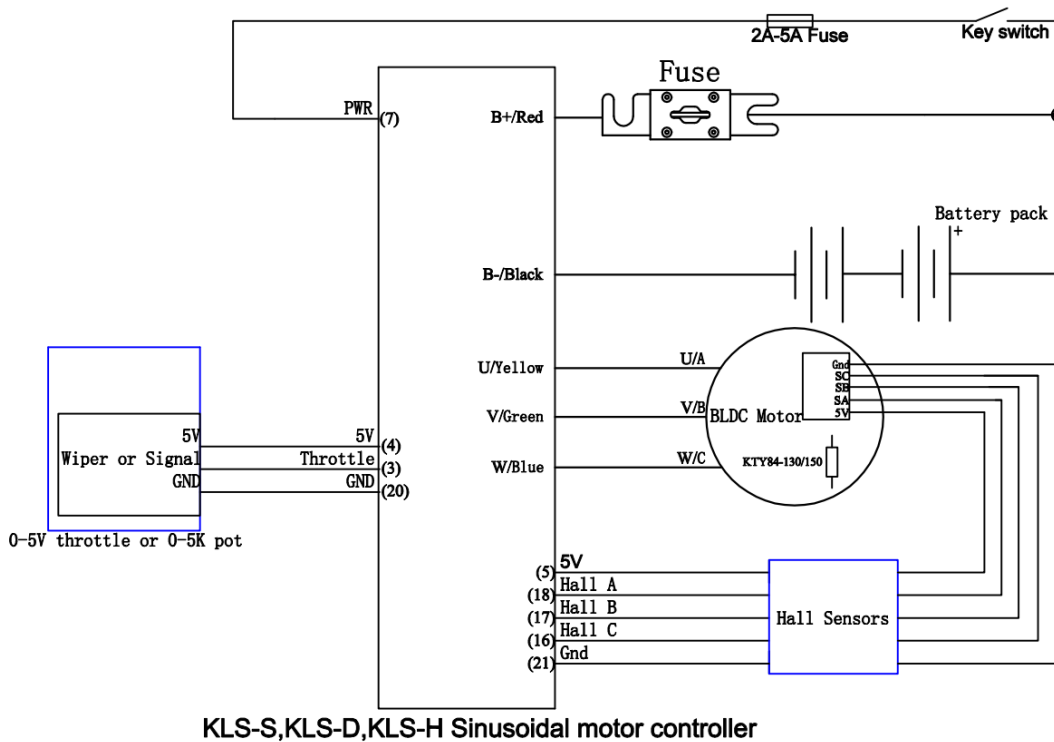 2A-5A Fuse
Key switch
Fuse
PWR
(7)
B+/Red
Battery pack
+
B-/Black
U/Yellow
U/A
Gnd
SC
SB
SA
5V
V/Green
V/B
BLDC Motor
W/Blue
W/C
KTY84-130/150
5V
5V
(4)
Wiper or Signal
Throttle
(3)
GND
GND
(20)
0-5V throttle or 0-5K pot
(5)
5V
(18)
Hall A
(17)
Hall B
(16)
Hall C
(21)
Gnd
Hall Sensors
KLS-S,KLS-D,KLS-H Sinusoidal motor controller